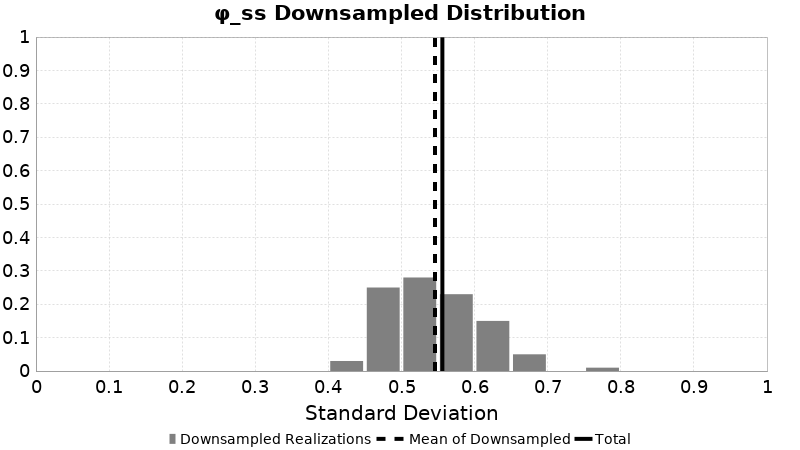 φ_ss Downsampled Distribution
1
0.9
0.8
0.7
0.6
0.5
0.4
0.3
0.2
0.1
0
0 0.1 0.2 0.3 0.4 0.5 0.6 0.7 0.8 0.9 1
Standard Deviation
Downsampled Realizations Mean of Downsampled Total